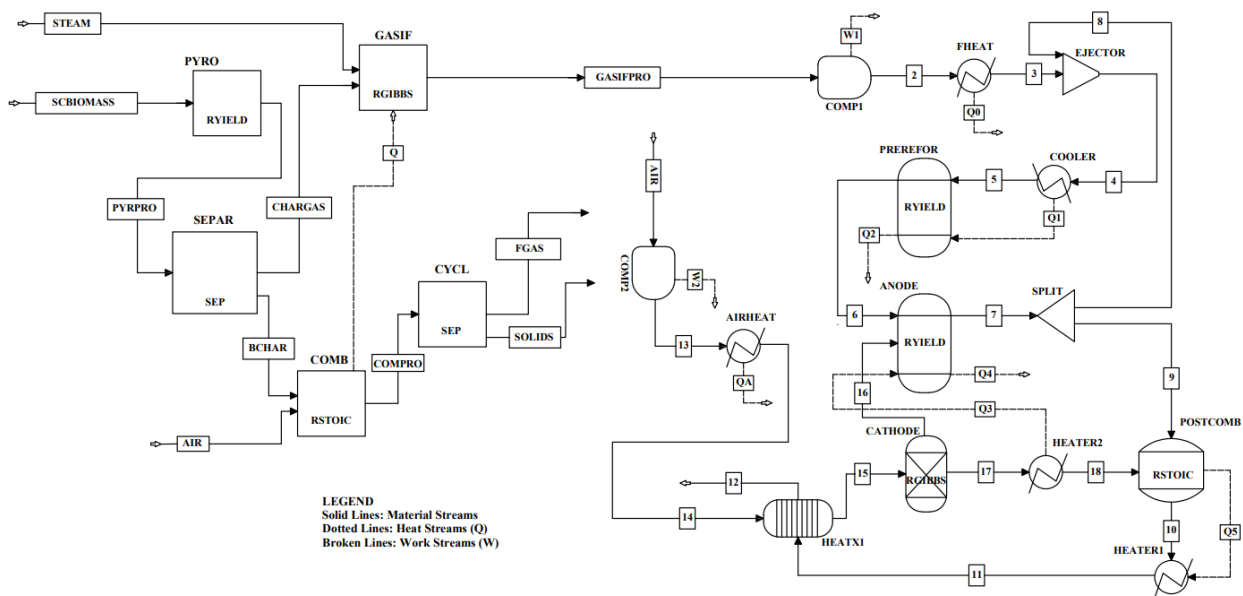 STEAM
GASIF
RGIBBS
PYRO
SCBIOMASS
RYIELD
GASIFPRO
W1
COMP1
2
FHEAT
3
Q0
8
EJECTOR
Q
AIR
PREREFOR
RYIELD
5
COOLER
4
Q1
Q2
PYRPRO
CHARGAS
SEPAR
SEP
FGAS
CYCL
SEP
SOLIDS
COMP2
W2
13
AIRHEAT
QA
ANODE
6
RYIELD
7
SPLIT
Q4
16
Q3
9
BCHAR
COMB
RSTOIC
COMPRO
AIR
CATHODE
RGIBBS
15
17
HEATER2
18
POSTCOMB
RSTOIC
12
14
HEATX1
10
Q5
HEATER1
11
LEGEND
Solid Lines: Material Streams
Dotted Lines: Heat Streams (Q)
Broken Lines: Work Streams (W)